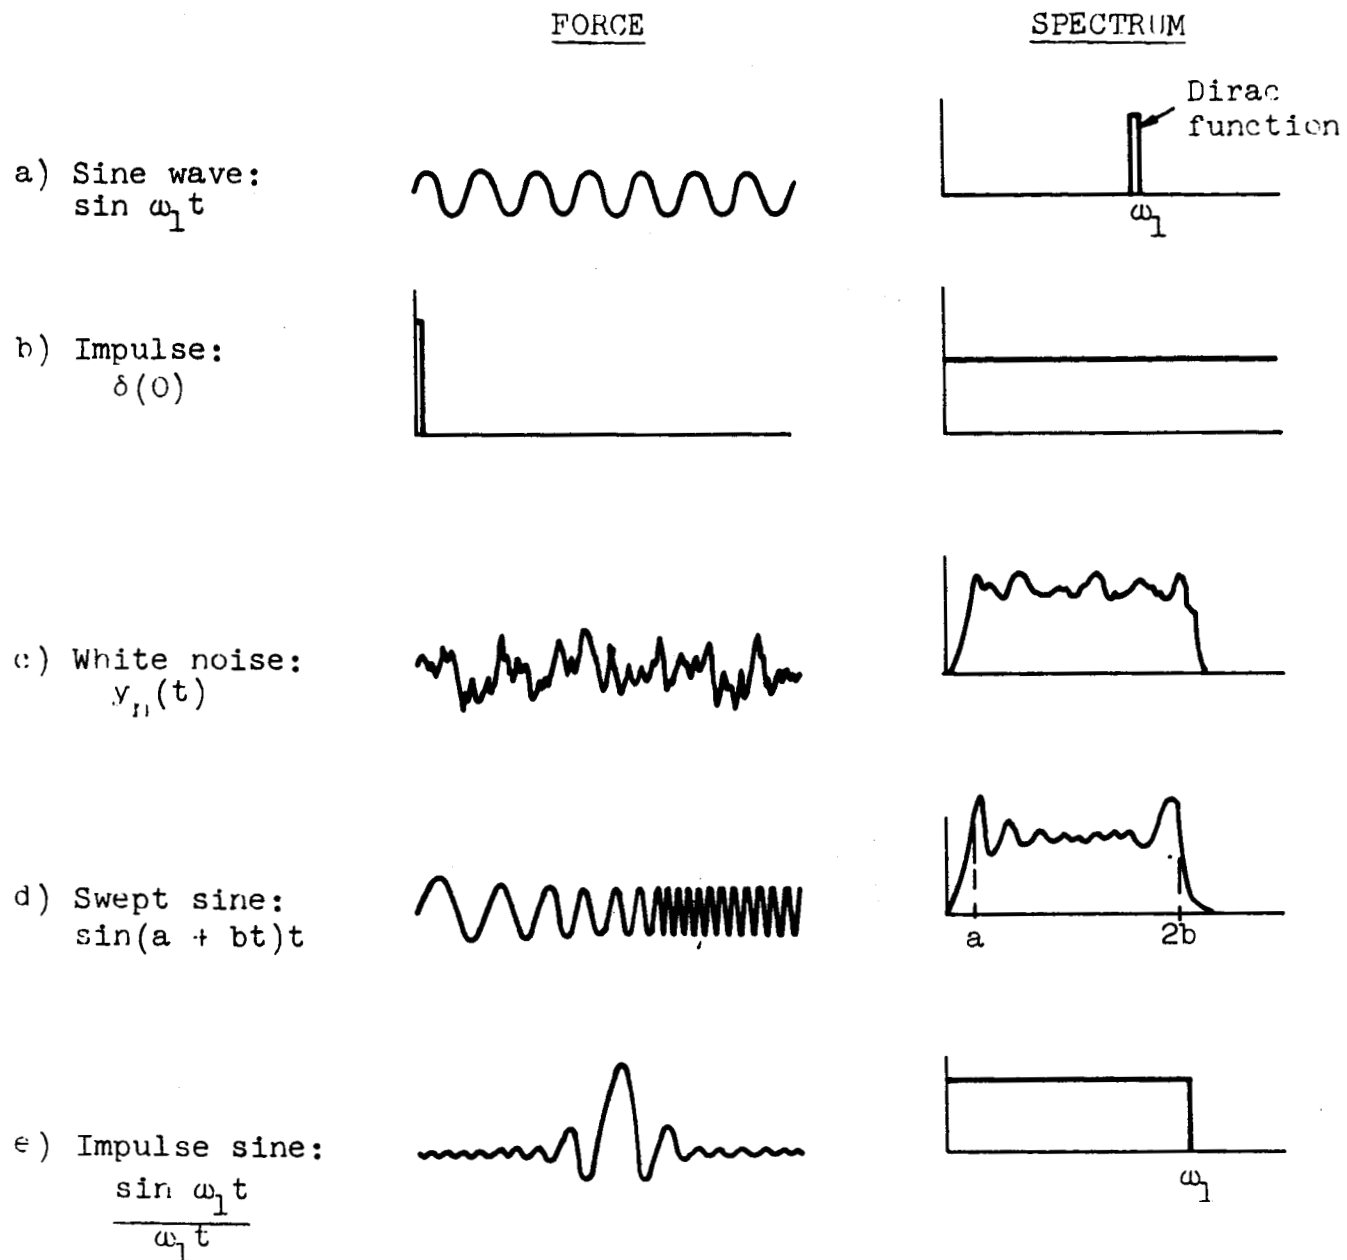 FORCE
SPECTRUM
Dirac
function
a) Sine wave:
sin ω₁t
ω₁
b) Impulse:
δ(0)
c) White noise:
yₙ(t)
d) Swept sine:
sin(a + bt)t
a
2b
e) Impulse sine:
sin ω₁t
ω₁t
ω₁